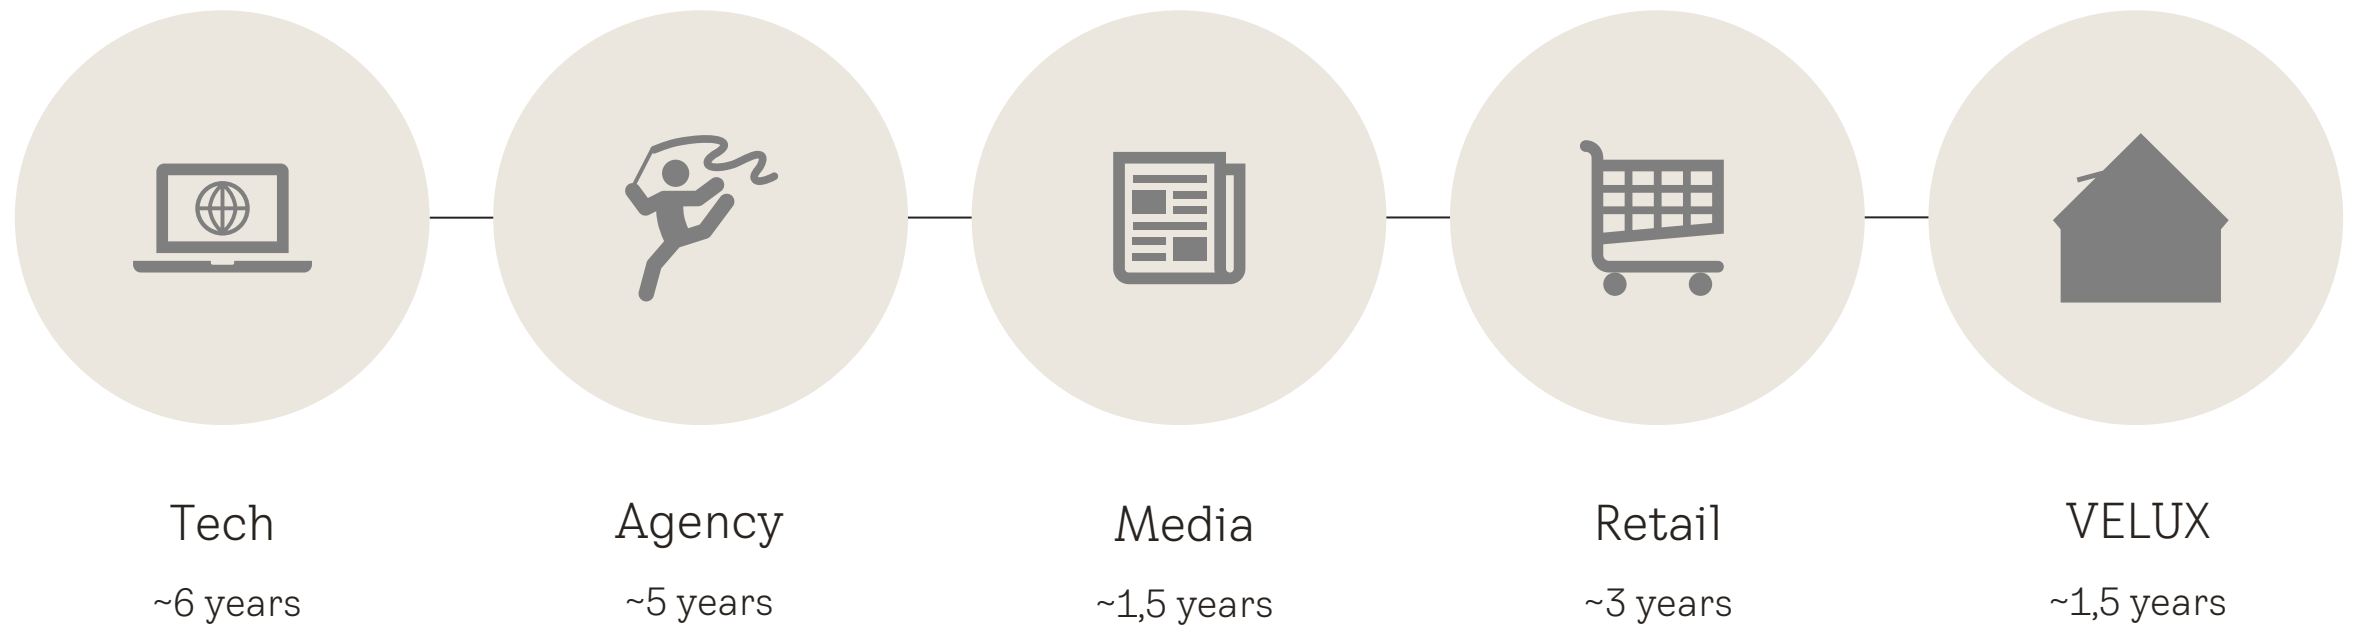 Tech
~6 years
Agency
~5 years
Media
~1,5 years
Retail
~3 years
VELUX
~1,5 years